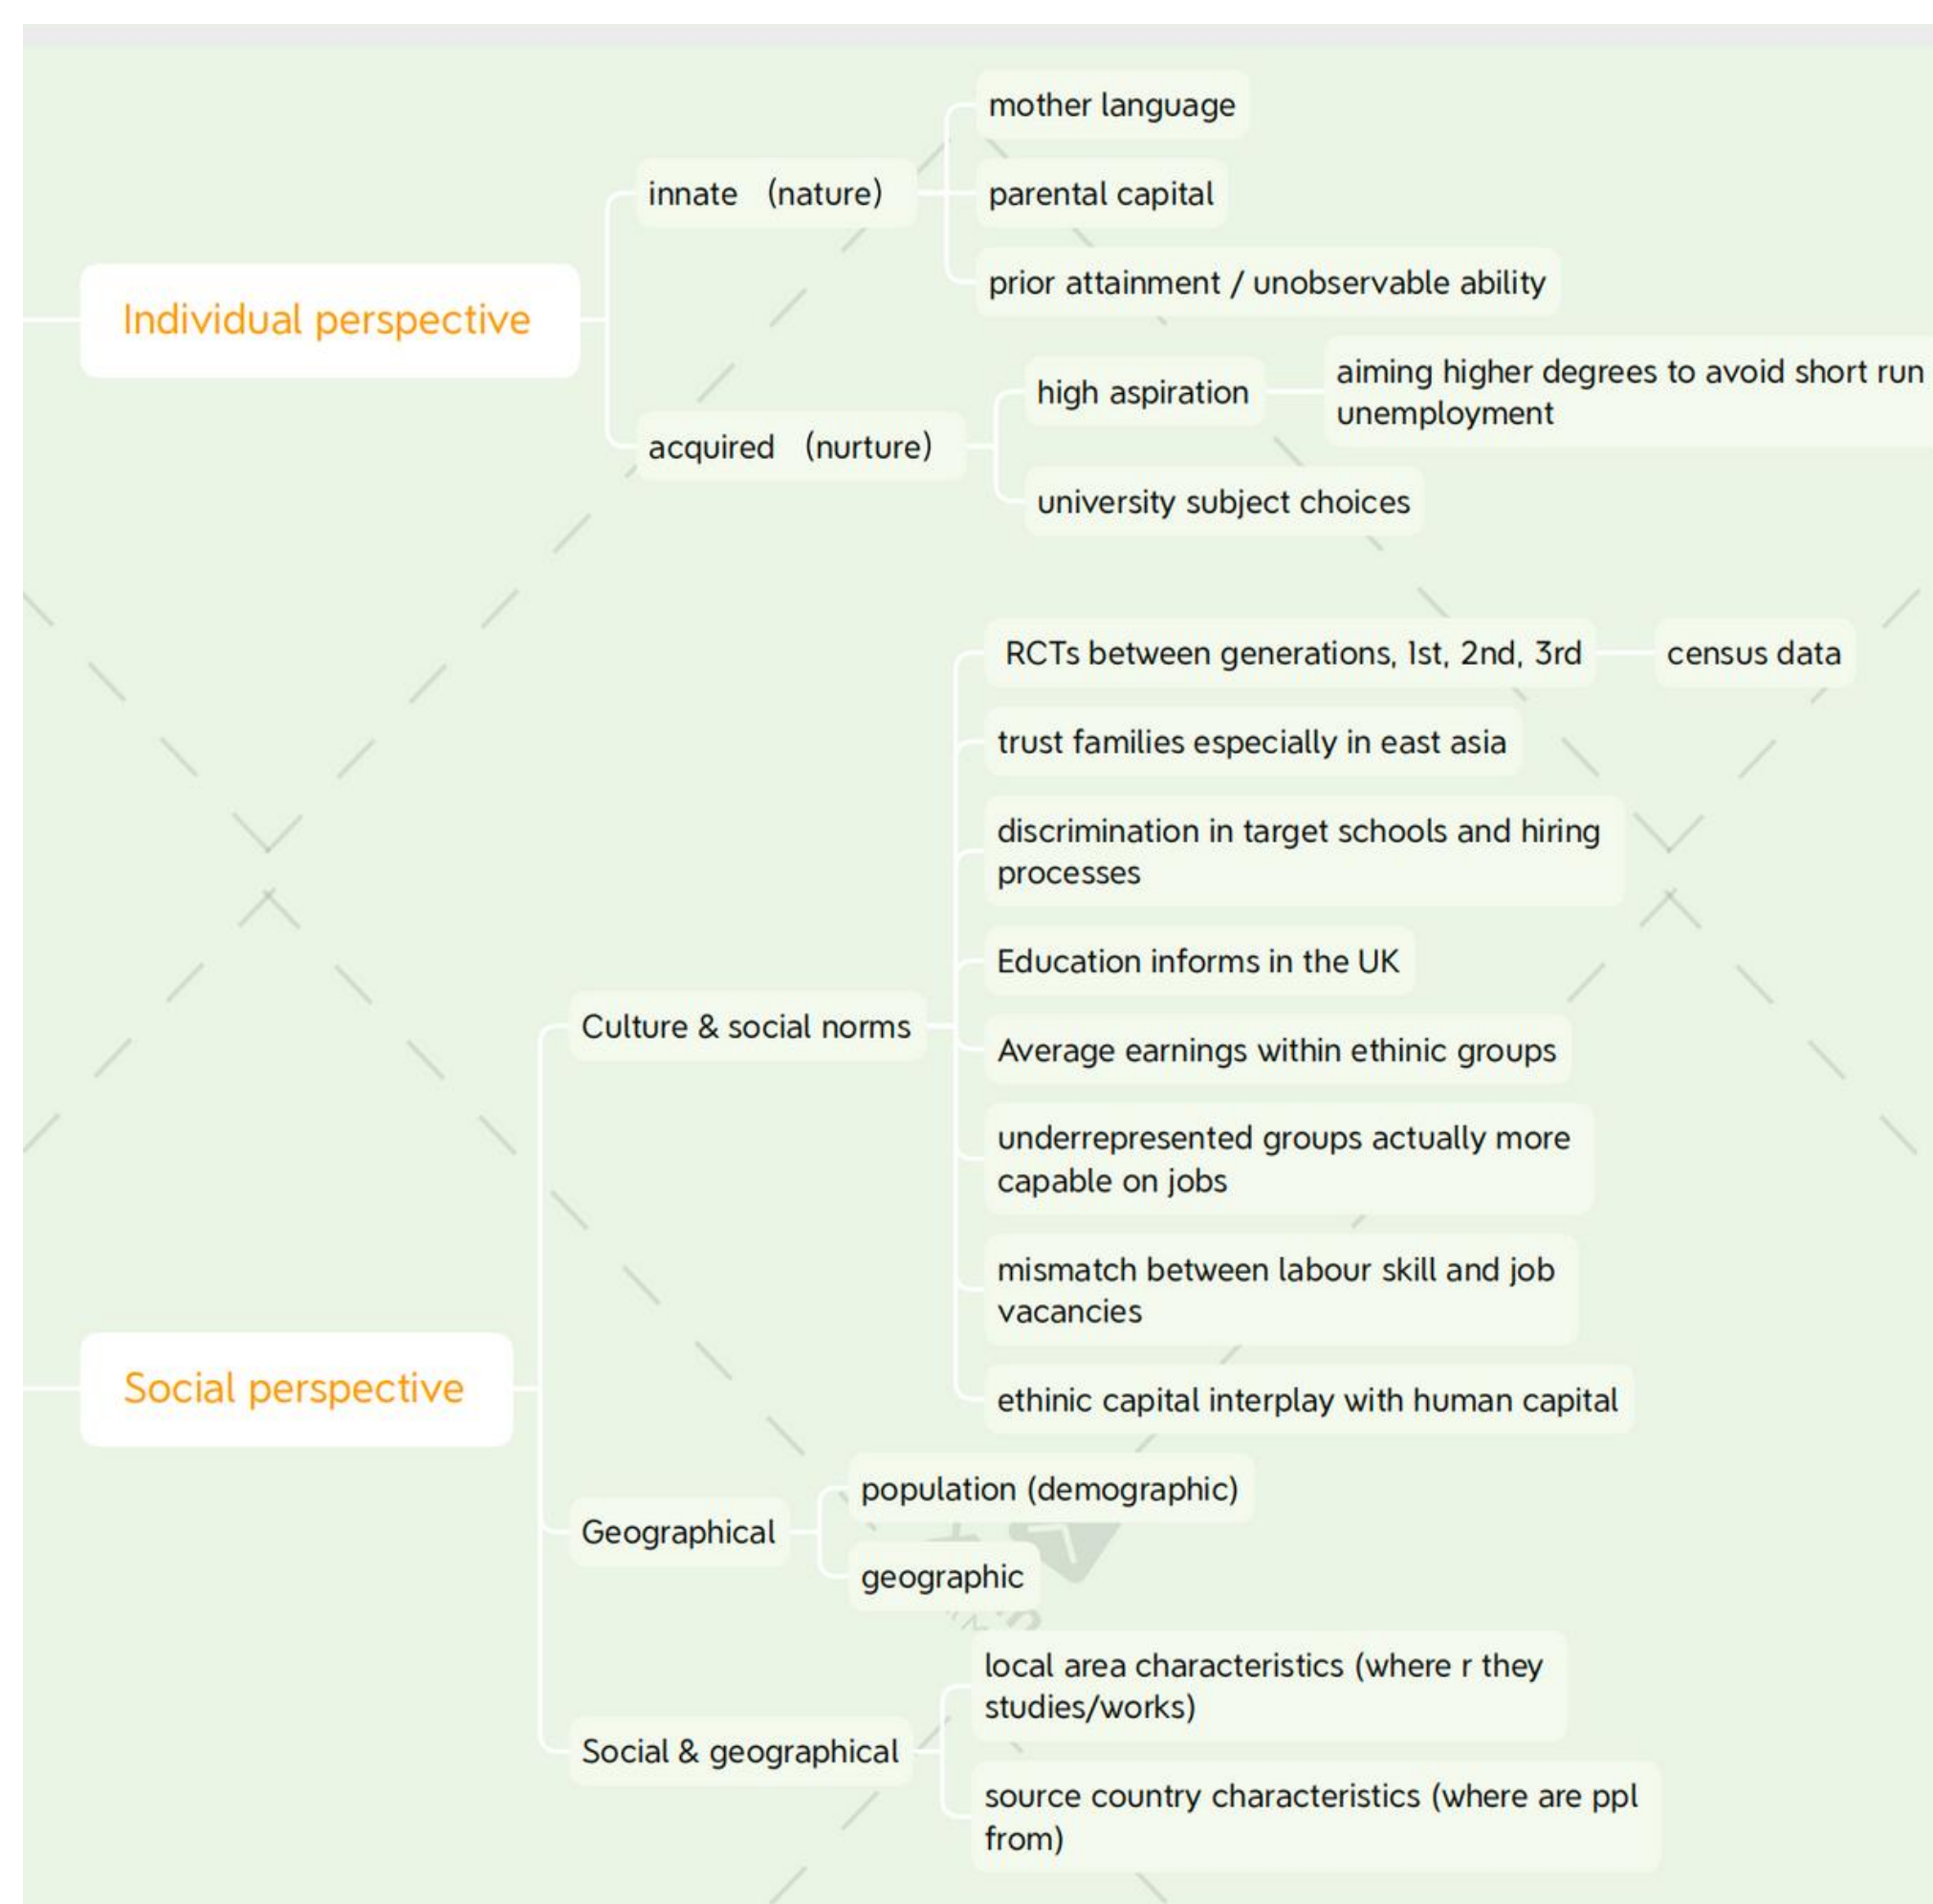 mother language
innate （nature）
parental capital
prior attainment / unobservable ability
Individual perspective
aiming higher degrees to avoid short run
unemployment
high aspiration
acquired （nurture）
university subject choices
RCTs between generations, 1st, 2nd, 3rd
census data
trust families especially in east asia
discrimination in target schools and hiring
processes
Education informs in the UK
Culture & social norms
Average earnings within ethinic groups
underrepresented groups actually more
capable on jobs
mismatch between labour skill and job
vacancies
Social perspective
ethinic capital interplay with human capital
population (demographic)
Geographical
geographic
local area characteristics (where r they
studies/works)
Social & geographical
source country characteristics (where are ppl
from)